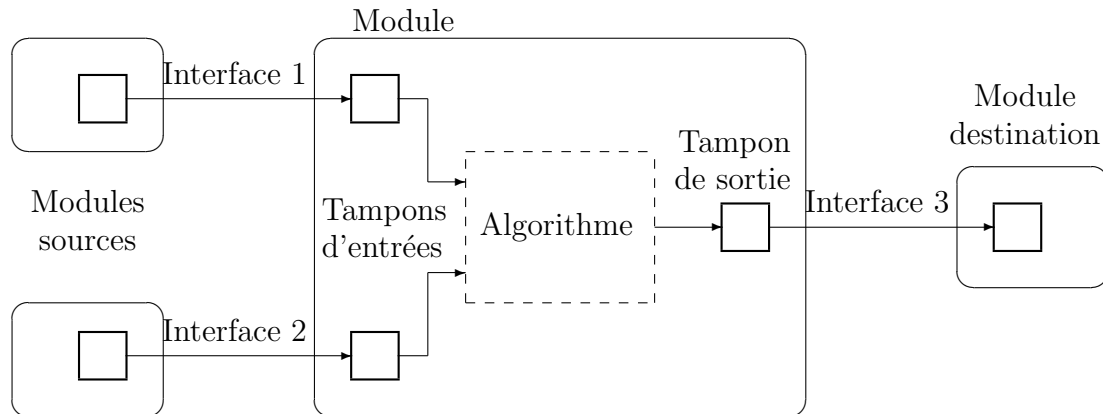 Module
Interface 1
Module
destination
Tampon
de sortie
Modules
sources
Tampons
d'entrées
Algorithme
Interface 3
Interface 2